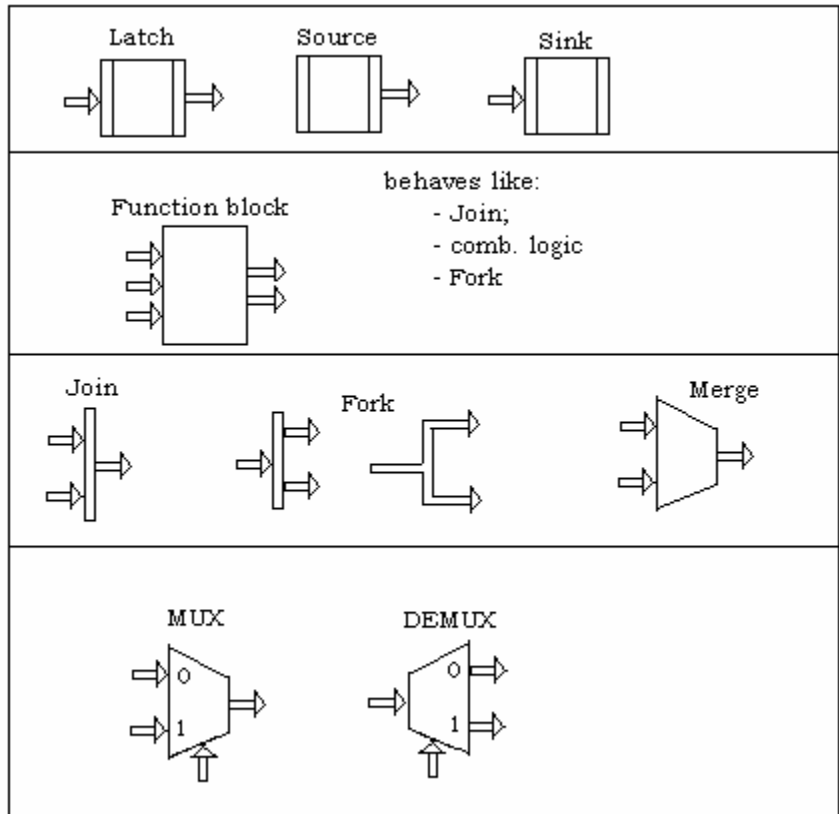 Latch
Source
Sink
Function block
behaves like:
- Join;
- comb. logic
- Fork
Join
Fork
Merge
MUX
0
1
DEMUX
0
1